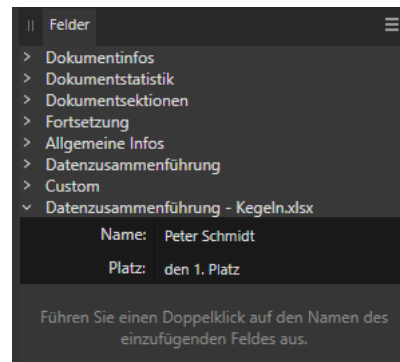 Felder
Dokumentinfos
Dokumentstatistik
Dokumentsektionen
Fortsetzung
Allgemeine Infos
Datenzusammenführung
Custom
Datenzusammenführung - Kegeln.xlsx
Name: Peter Schmidt
Platz: den 1. Platz
Führen Sie einen Doppelklick auf den Namen des
einzufügenden Feldes aus.